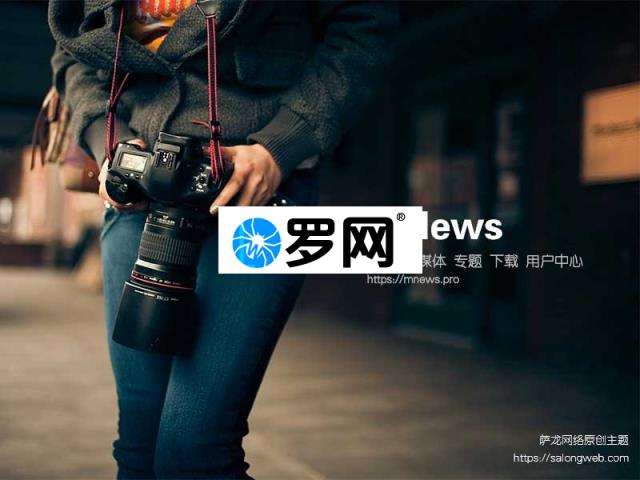 罗网®
News
媒体 专题 下载 用户中心
https://mnews.pro
萨龙网络原创主题
https://salongweb.com